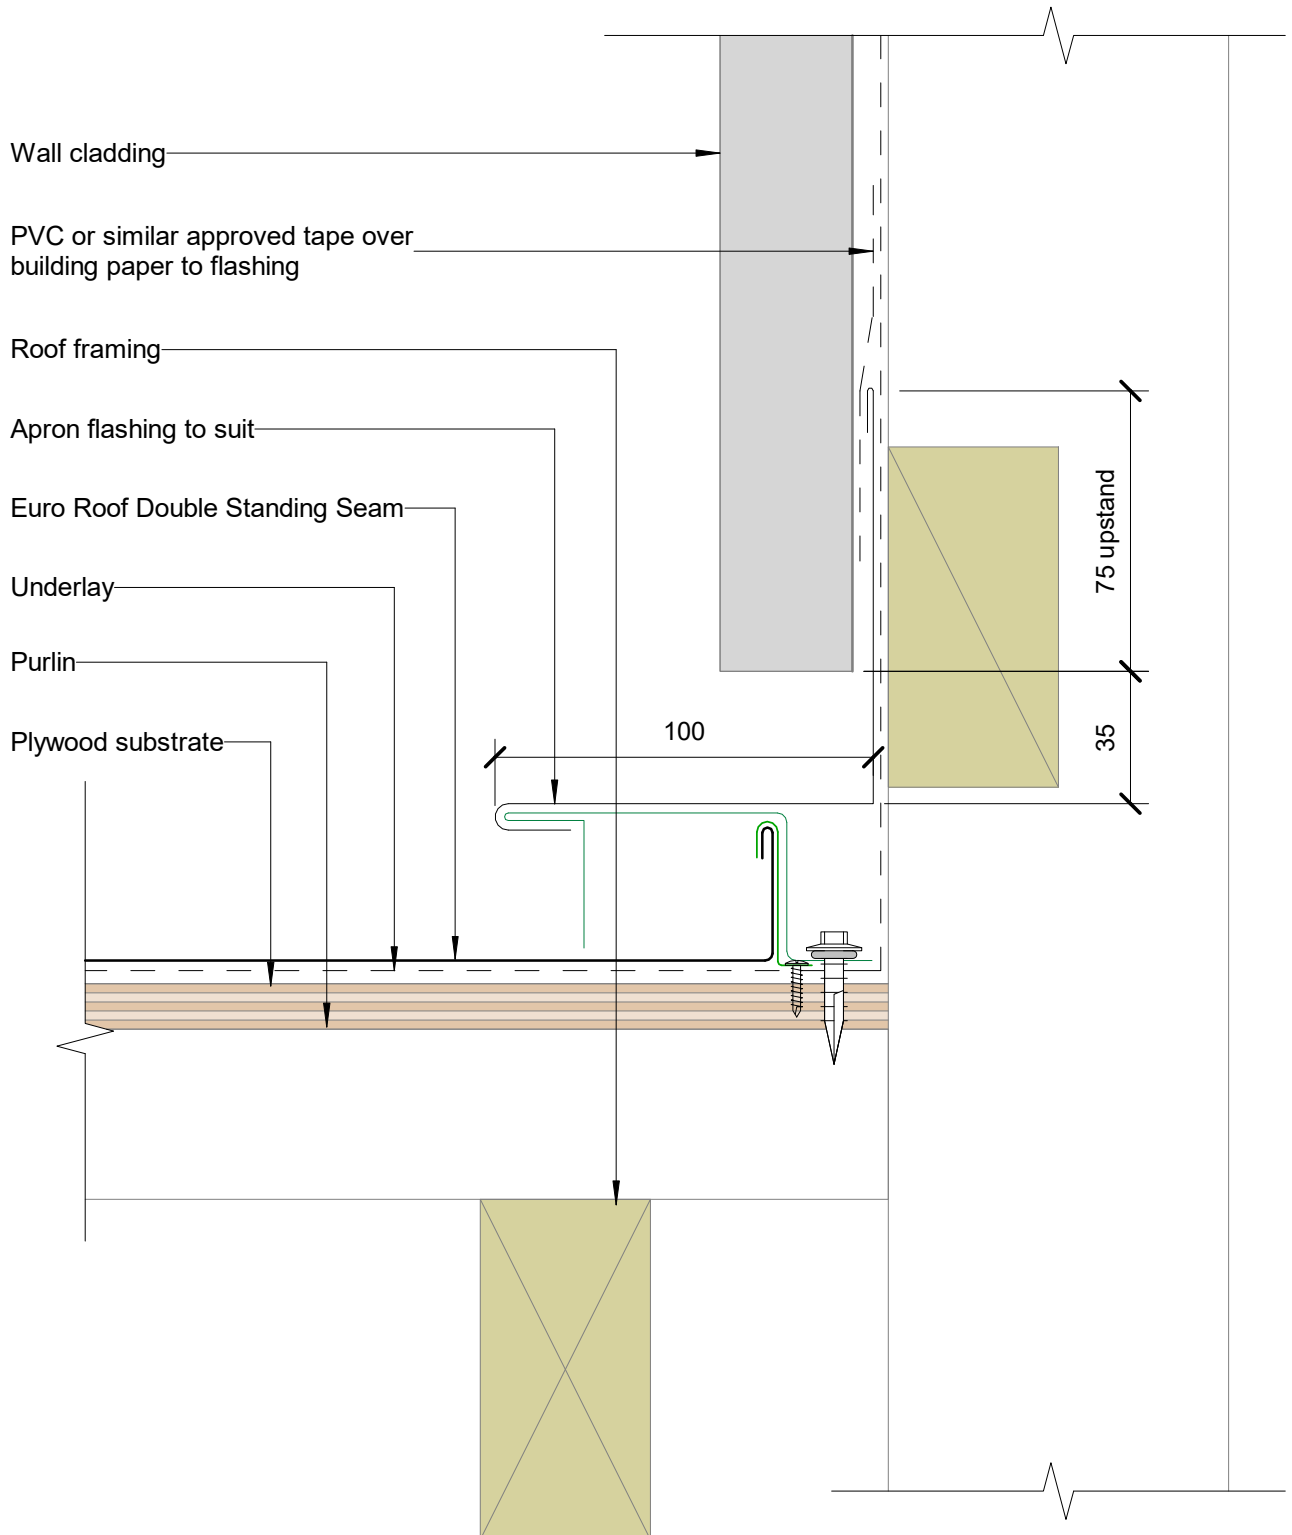 Wall cladding
PVC or similar approved tape over
building paper to flashing
Roof framing
Apron flashing to suit
Euro Roof Double Standing Seam
Underlay
Purlin
Plywood substrate
75 upstand
100
35